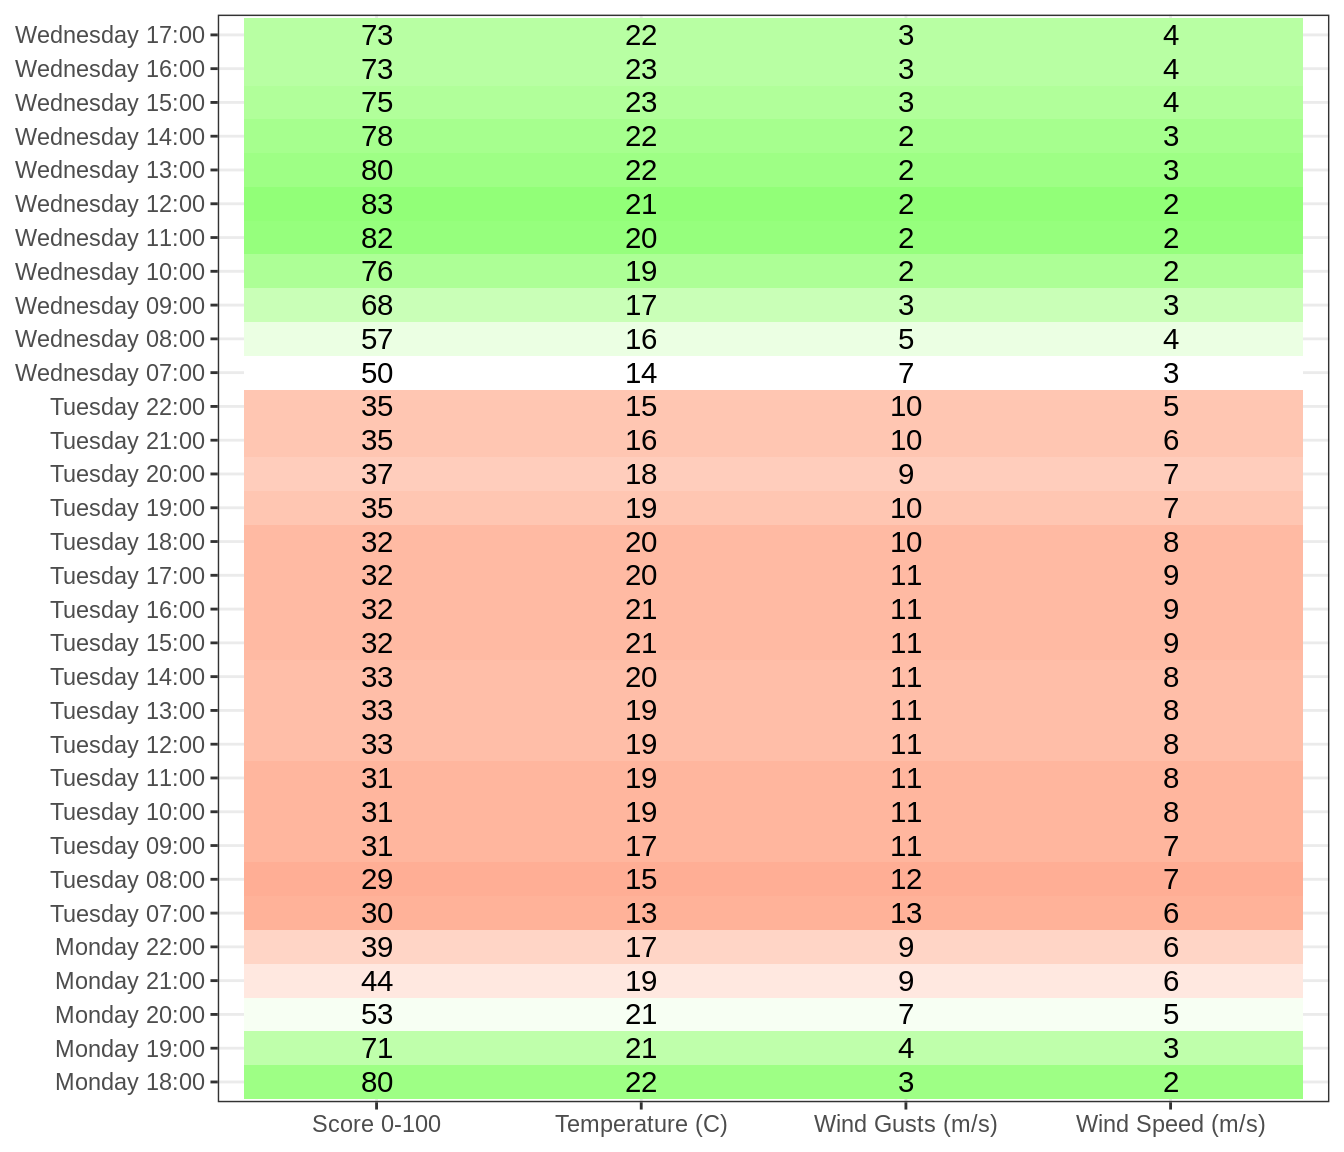 Wednesday 17:00 73 22 3 4
Wednesday 16:00 73 23 3 4
Wednesday 15:00 75 23 3 4
Wednesday 14:00 78 22 2 3
Wednesday 13:00 80 22 2 3
Wednesday 12:00 83 21 2 2
Wednesday 11:00 82 20 2 2
Wednesday 10:00 76 19 2 2
Wednesday 09:00 68 17 3 3
Wednesday 08:00 57 16 5 4
Wednesday 07:00 50 14 7 3
Tuesday 22:00 35 15 10 5
Tuesday 21:00 35 16 10 6
Tuesday 20:00 37 18 9 7
Tuesday 19:00 35 19 10 7
Tuesday 18:00 32 20 10 8
Tuesday 17:00 32 20 11 9
Tuesday 16:00 32 21 11 9
Tuesday 15:00 32 21 11 9
Tuesday 14:00 33 20 11 8
Tuesday 13:00 33 19 11 8
Tuesday 12:00 33 19 11 8
Tuesday 11:00 31 19 11 8
Tuesday 10:00 31 19 11 8
Tuesday 09:00 31 17 11 7
Tuesday 08:00 29 15 12 7
Tuesday 07:00 30 13 13 6
Monday 22:00 39 17 9 6
Monday 21:00 44 19 9 6
Monday 20:00 53 21 7 5
Monday 19:00 71 21 4 3
Monday 18:00 80 22 3 2
Score 0-100 Temperature (C) Wind Gusts (m/s) Wind Speed (m/s)